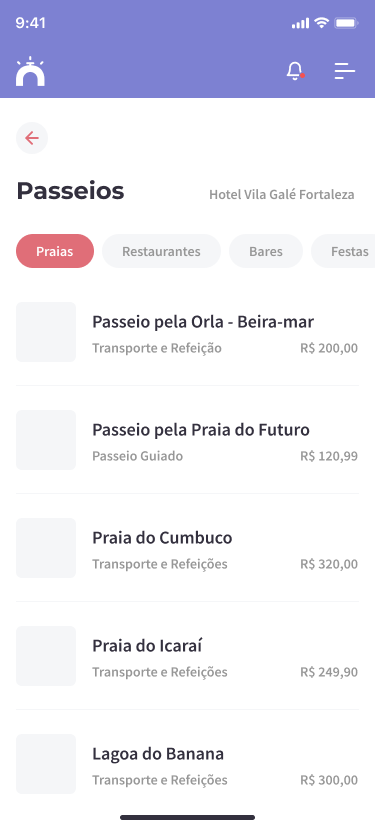 9:41
Passeios
Hotel Vila Galé Fortaleza
Praias
Restaurantes
Bares
Festas
Passeio pela Orla - Beira-mar
Transporte e Refeição
R$ 200,00
Passeio pela Praia do Futuro
Passeio Guiado
R$ 120,99
Praia do Cumbuco
Transporte e Refeições
R$ 320,00
Praia do Icaraí
Transporte e Refeições
R$ 249,90
Lagoa do Banana
Transporte e Refeições
R$ 300,00